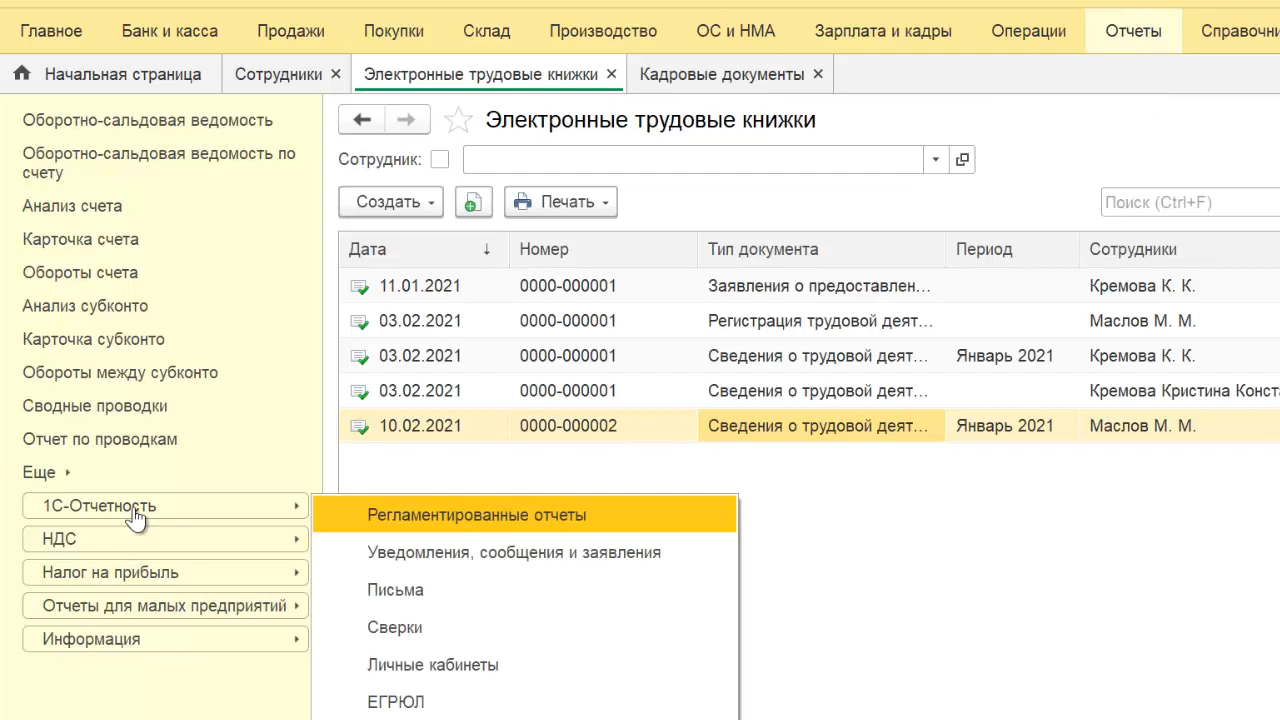 Главное Банк и касса Продажи Покупки Склад Производство ОС и НМА Зарплата и кадры Операции Отчеты Справочни
Начальная страница Сотрудники × Электронные трудовые книжки × Кадровые документы ×
Оборотно-сальдовая ведомость
Оборотно-сальдовая ведомость по
счету
Анализ счета
Карточка счета
Обороты счета
Анализ субконто
Карточка субконто
Обороты между субконто
Сводные проводки
Отчет по проводкам
Еще
1С-Отчетность
НДС
Налог на прибыль
Отчеты для малых предприятий
Информация
Электронные трудовые книжки
Сотрудник:
Создать Печать Поиск (Ctrl+F)
Дата ↓ Номер Тип документа Период Сотрудники
11.01.2021 0000-000001 Заявления о предоставлен... Кремова К. К.
03.02.2021 0000-000001 Регистрация трудовой деят... Маслов М. М.
03.02.2021 0000-000001 Сведения о трудовой деят... Январь 2021 Кремова К. К.
03.02.2021 0000-000001 Сведения о трудовой деят... Кремова Кристина Конста
10.02.2021 0000-000002 Сведения о трудовой деят... Январь 2021 Маслов М. М.
Регламентированные отчеты
Уведомления, сообщения и заявления
Письма
Сверки
Личные кабинеты
ЕГРЮЛ